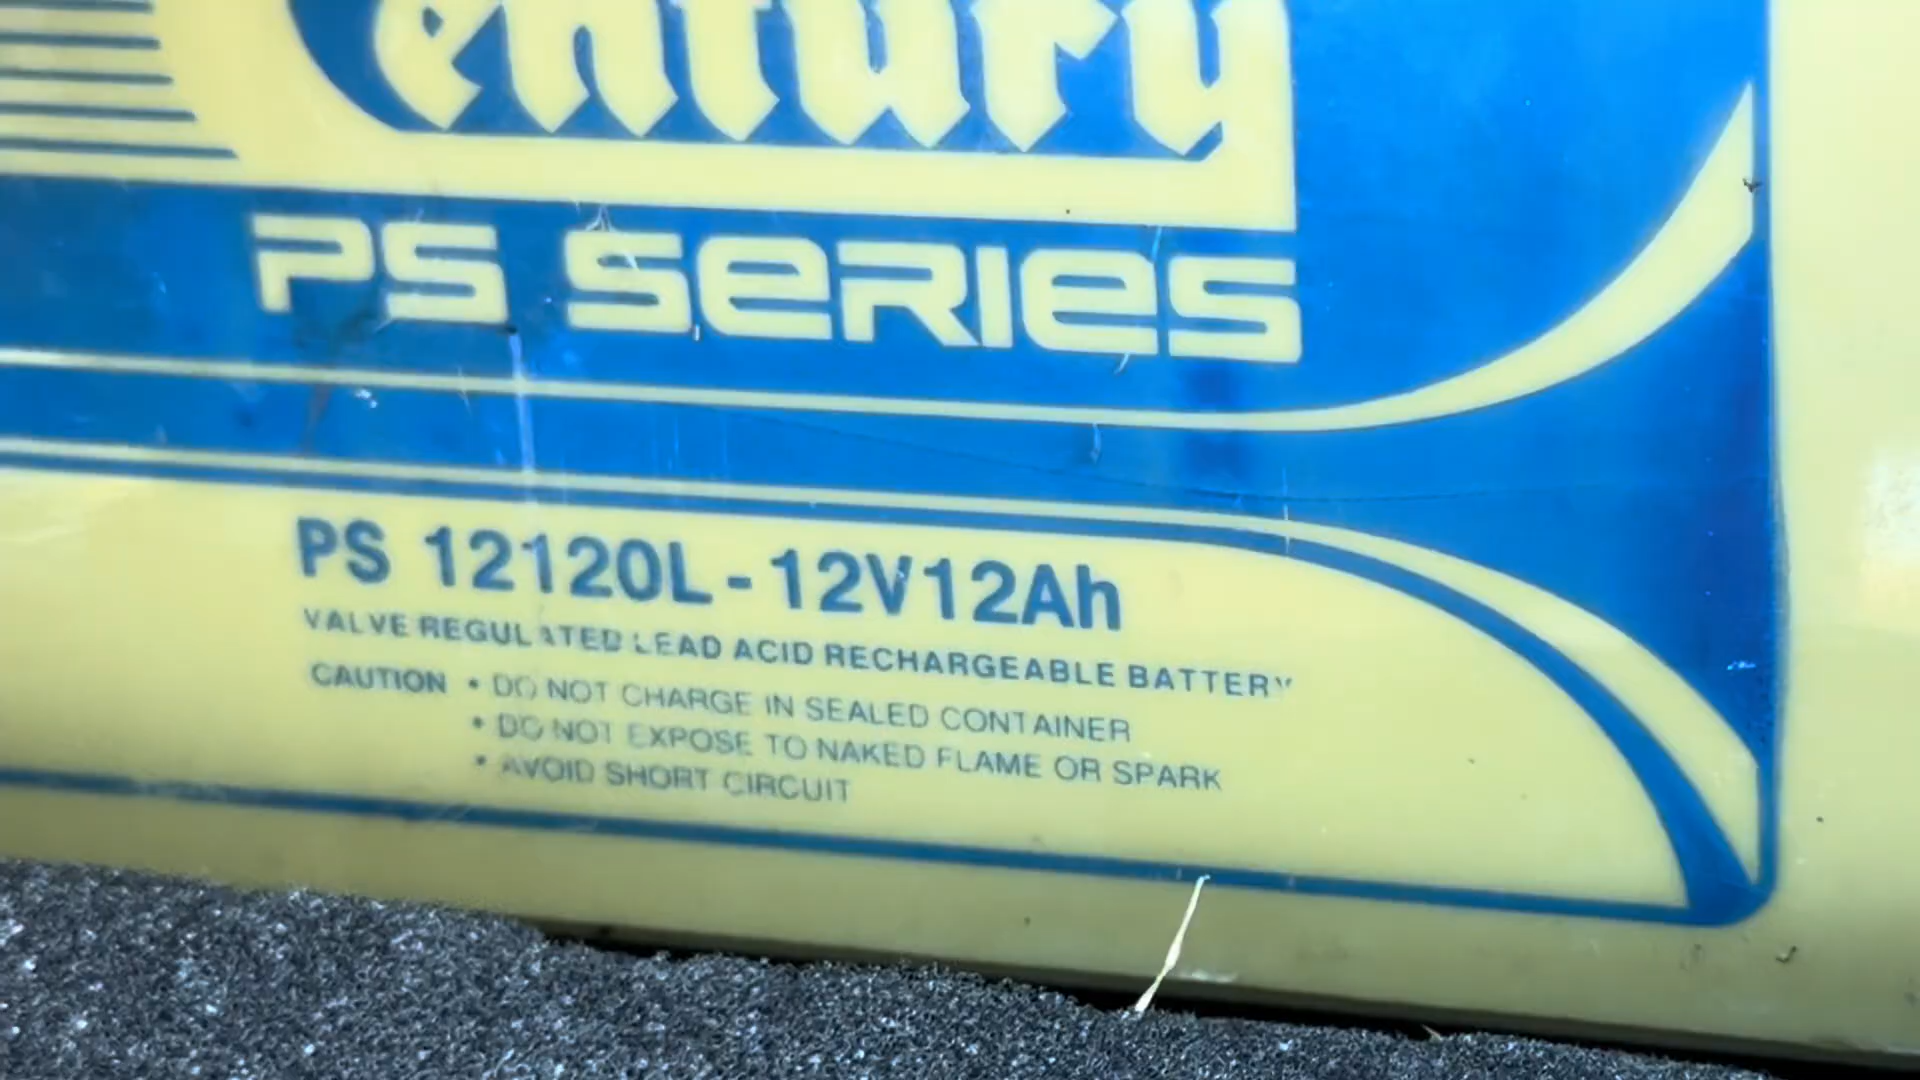 Century
PS SERIES
PS 12120L - 12V12Ah
VALVE REGULATED LEAD ACID RECHARGEABLE BATTERY
CAUTION • DO NOT CHARGE IN SEALED CONTAINER
• DO NOT EXPOSE TO NAKED FLAME OR SPARK
• AVOID SHORT CIRCUIT